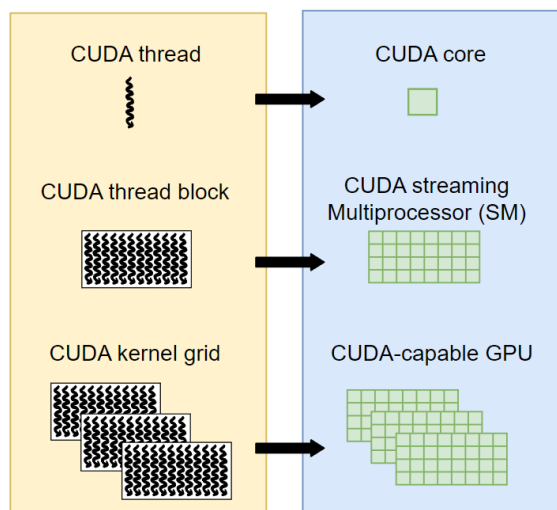 CUDA thread
CUDA core
CUDA thread block
CUDA streaming
Multiprocessor (SM)
CUDA kernel grid
CUDA-capable GPU